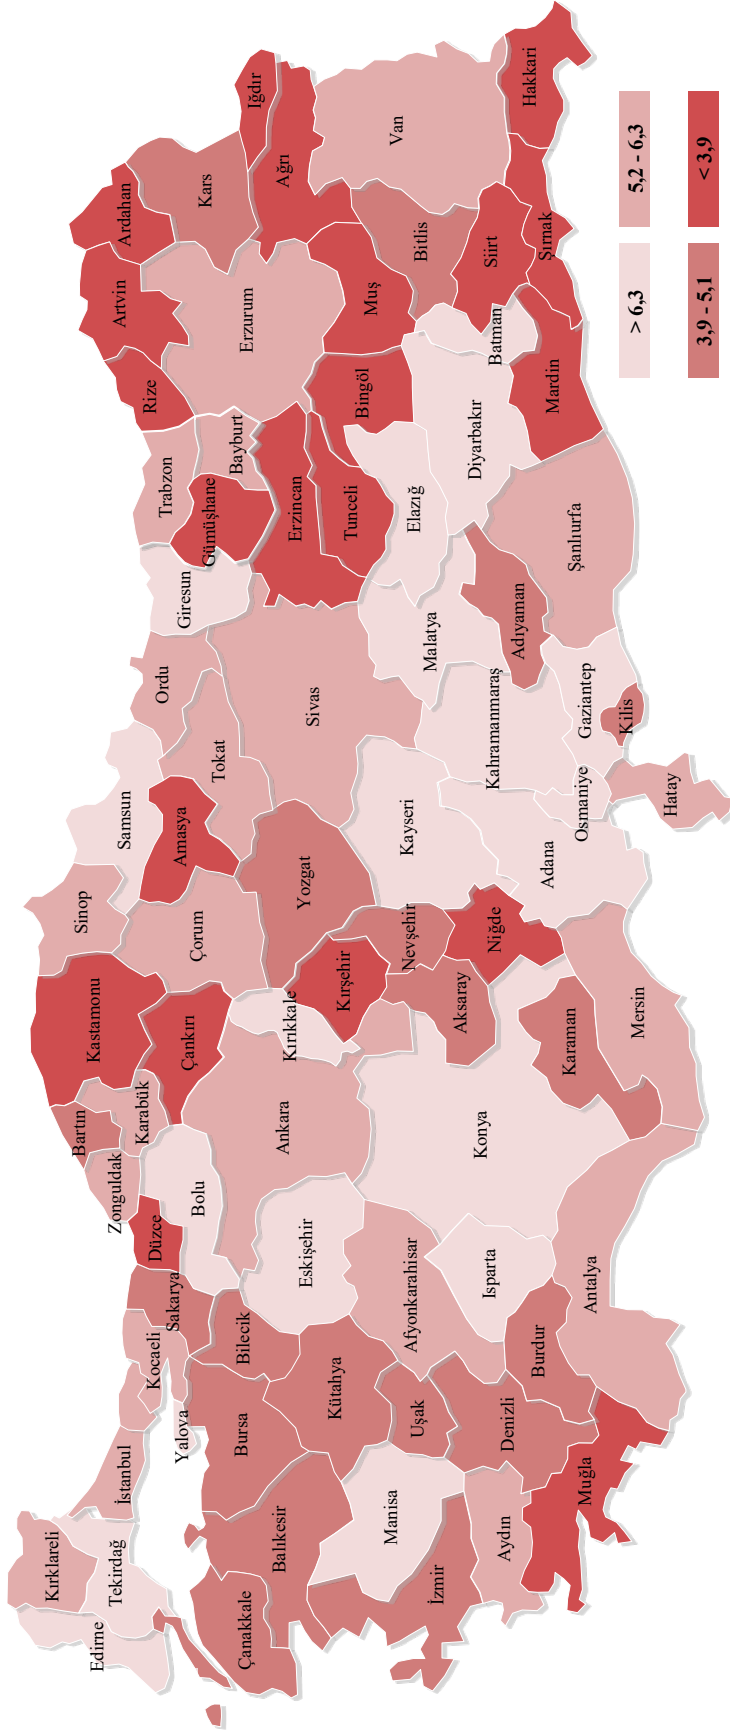 Kırklareli
Edirne
Tekirdağ
İstanbul
Kocaeli
Yalova
Sakarya
Düzce
Zonguldak
Bartın
Karabük
Kastamonu
Sinop
Samsun
Ordu
Giresun
Trabzon
Rize
Artvin
Ardahan
Çanakkale
Balıkesir
Bursa
Bilecik
Bolu
Çankırı
Çorum
Amasya
Tokat
Gümüşhane
Bayburt
Erzurum
Kars
Iğdır
Ağrı
Kütahya
Eskişehir
Ankara
Kırıkkale
Kırşehir
Yozgat
Sivas
Erzincan
Tunceli
Bingöl
Muş
Van
Bitlis
İzmir
Manisa
Uşak
Afyonkarahisar
Konya
Aksaray
Nevşehir
Kayseri
Malatya
Elazığ
Diyarbakır
Batman
Siirt
Şırnak
Hakkari
Aydın
Denizli
Isparta
Burdur
Niğde
Adana
Kahramanmaraş
Adıyaman
Şanlıurfa
Mardin
Muğla
Antalya
Karaman
Mersin
Osmaniye
Gaziantep
Kilis
Hatay
> 6,3
5,2 - 6,3
3,9 - 5,1
< 3,9